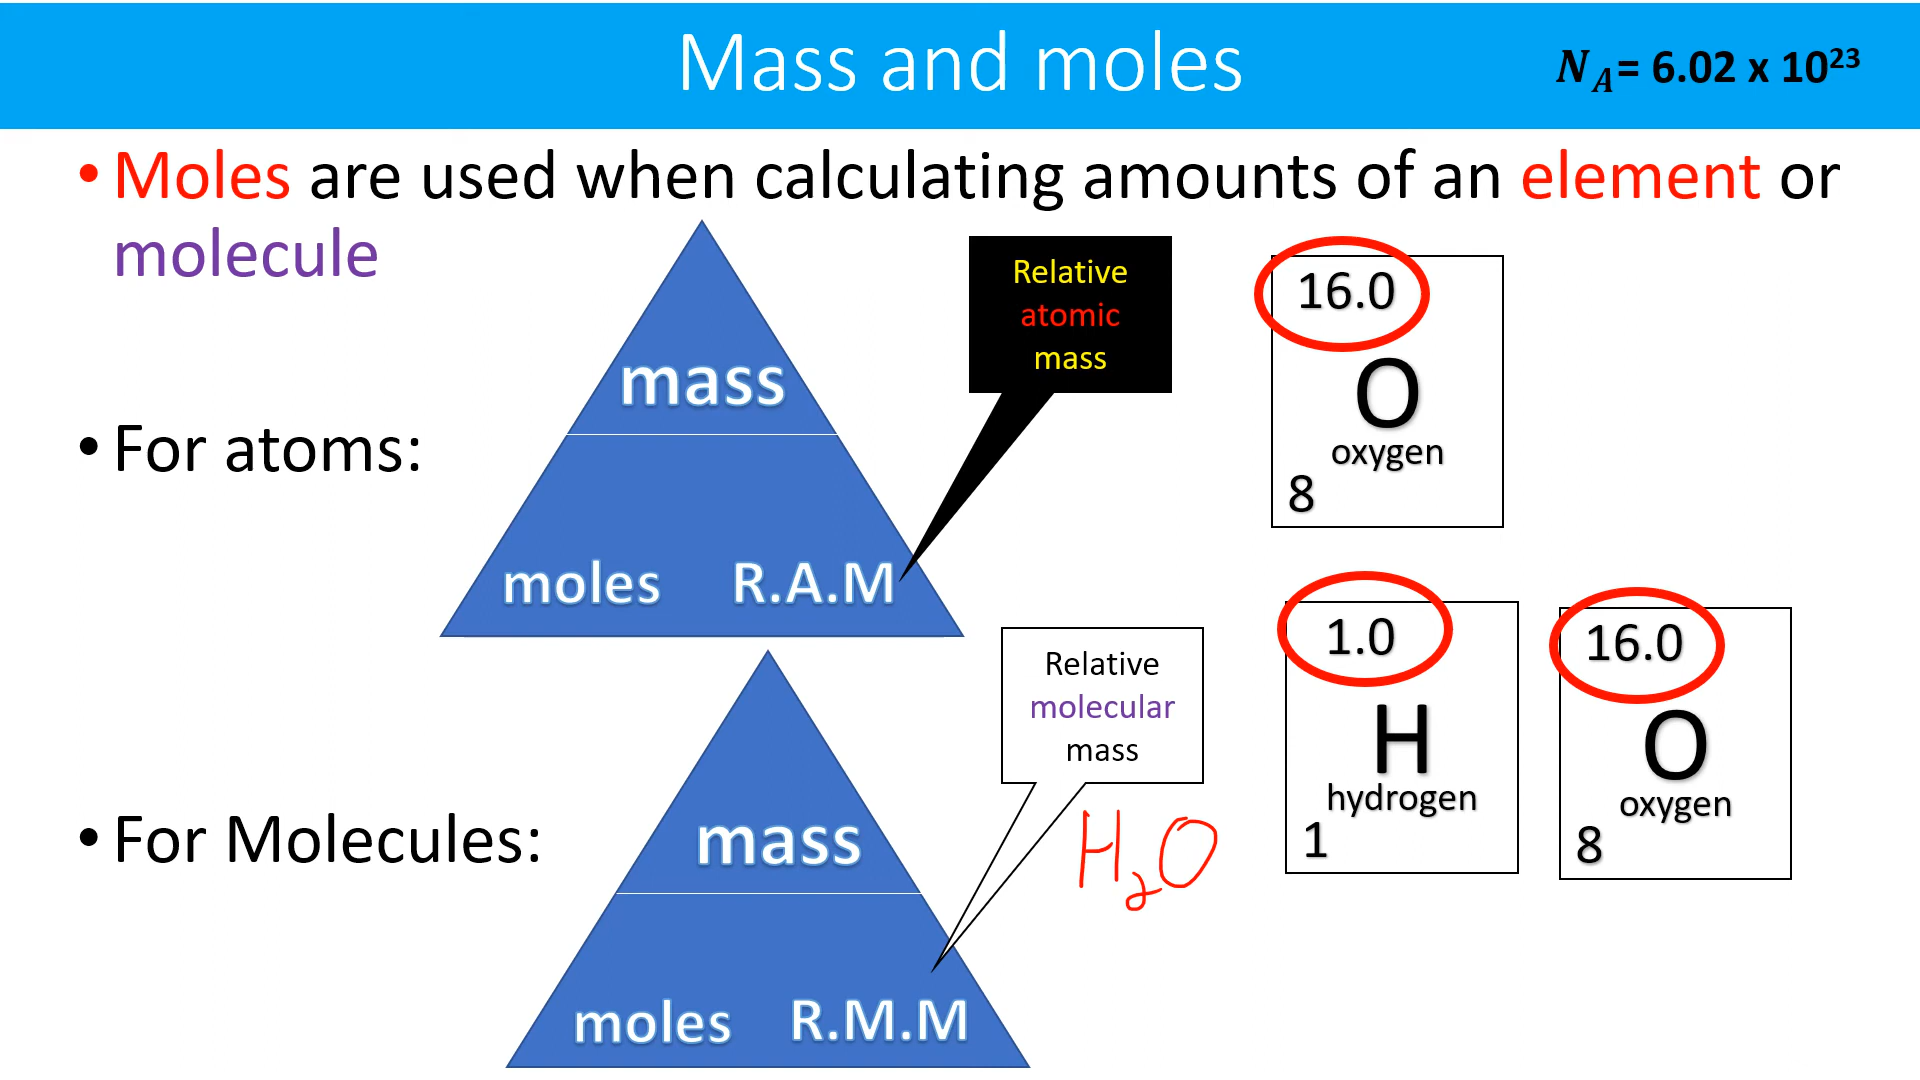 Mass and moles
N_A = 6.02 x 10²³
• Moles are used when calculating amounts of an element or
molecule
Relative
atomic
mass
16.0
O
oxygen
8
mass
• For atoms:
moles R.A.M
Relative
molecular
mass
1.0
H
hydrogen
1
16.0
O
oxygen
8
H₂O
• For Molecules:
mass
moles R.M.M